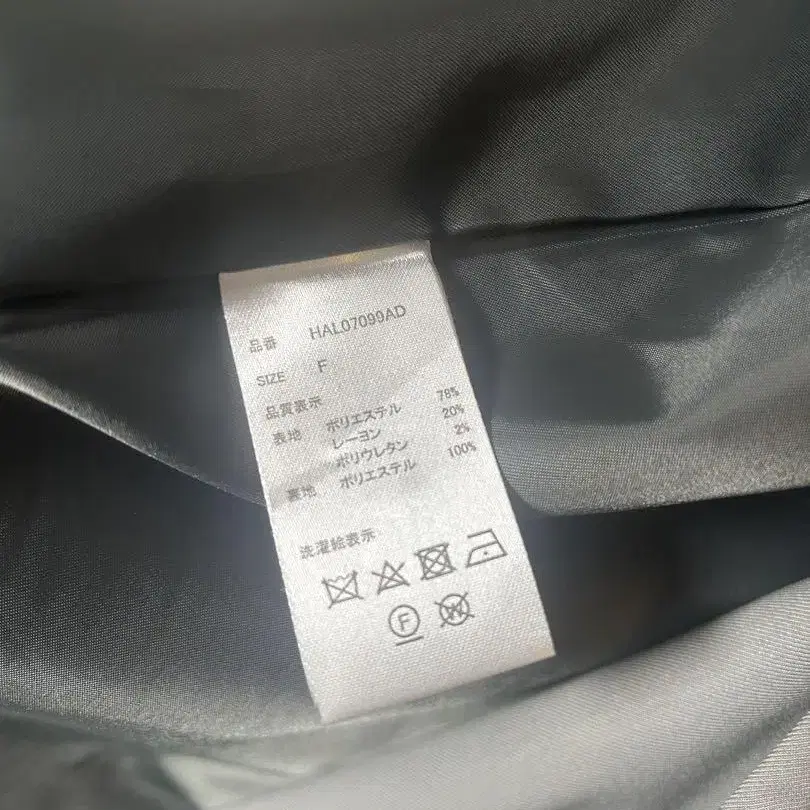 品番 HAL07099AD
SIZE F
品質表示
表地 ポリエステル 78%
レーヨン 20%
ポリウレタン 2%
裏地 ポリエステル 100%
洗濯絵表示
F W